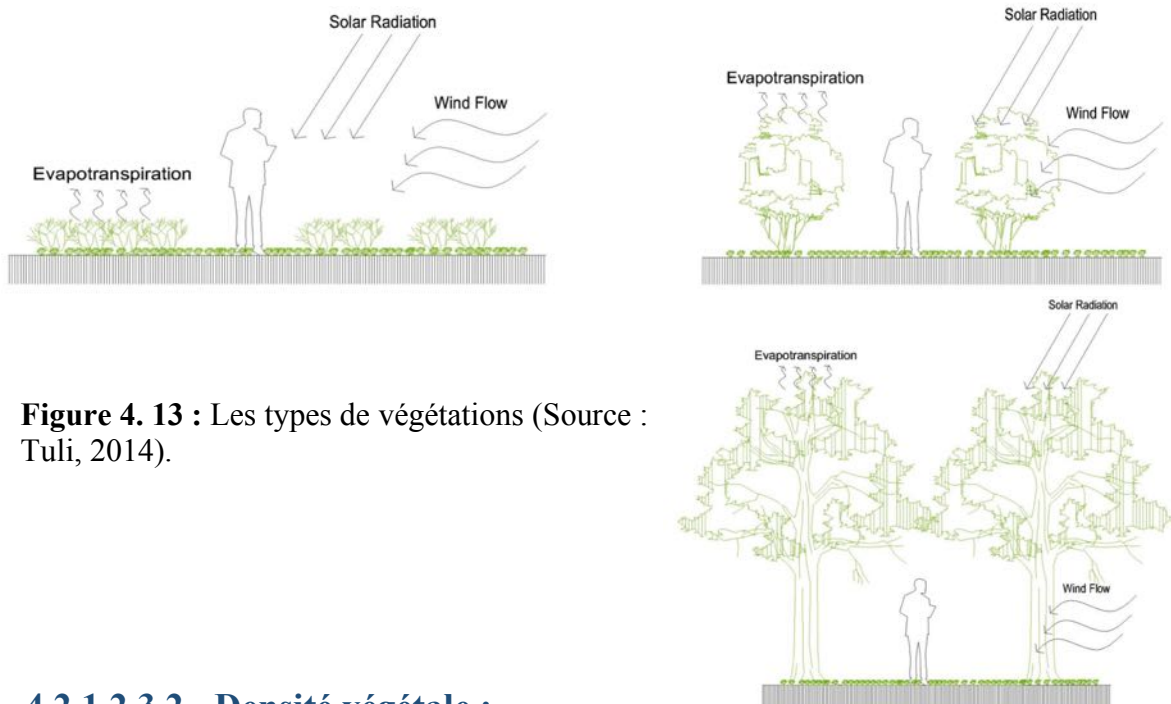 Solar Radiation
Wind Flow
Evapotranspiration
Solar Radiation
Evapotranspiration
Wind Flow
Solar Radiation
Evapotranspiration
Wind Flow
Figure 4. 13 : Les types de végétations (Source :
Tuli, 2014).
4.2.1.2.3.2 Densité végétale :